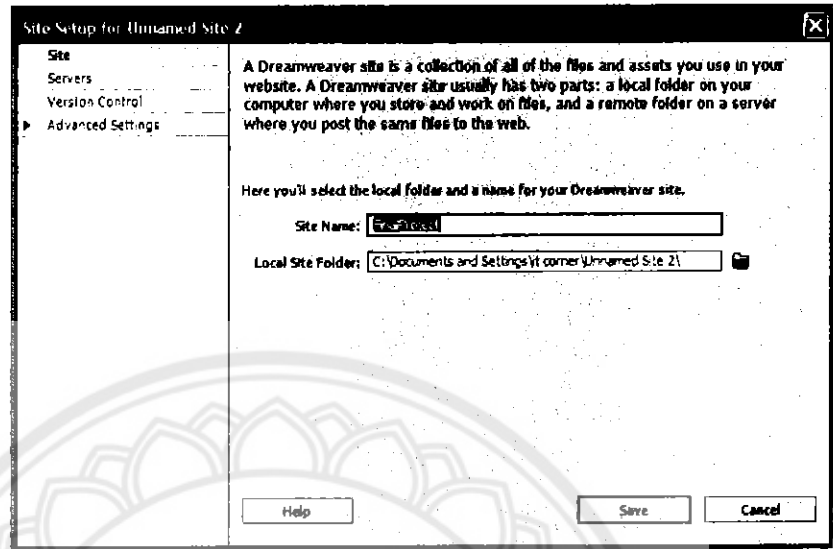 Site Setup for Unnamed Site 2
Site
Servers
Version Control
Advanced Settings
A Dreamweaver site is a collection of all of the files and assets you use in your
website. A Dreamweaver site usually has two parts: a local folder on your
computer where you store and work on files, and a remote folder on a server
where you post the same files to the web.
Here you'll select the local folder and a name for your Dreamweaver site.
Site Name:
Local Site Folder: C:\Documents and Settings\it corner\Unnamed Site 2\
Help
Save
Cancel